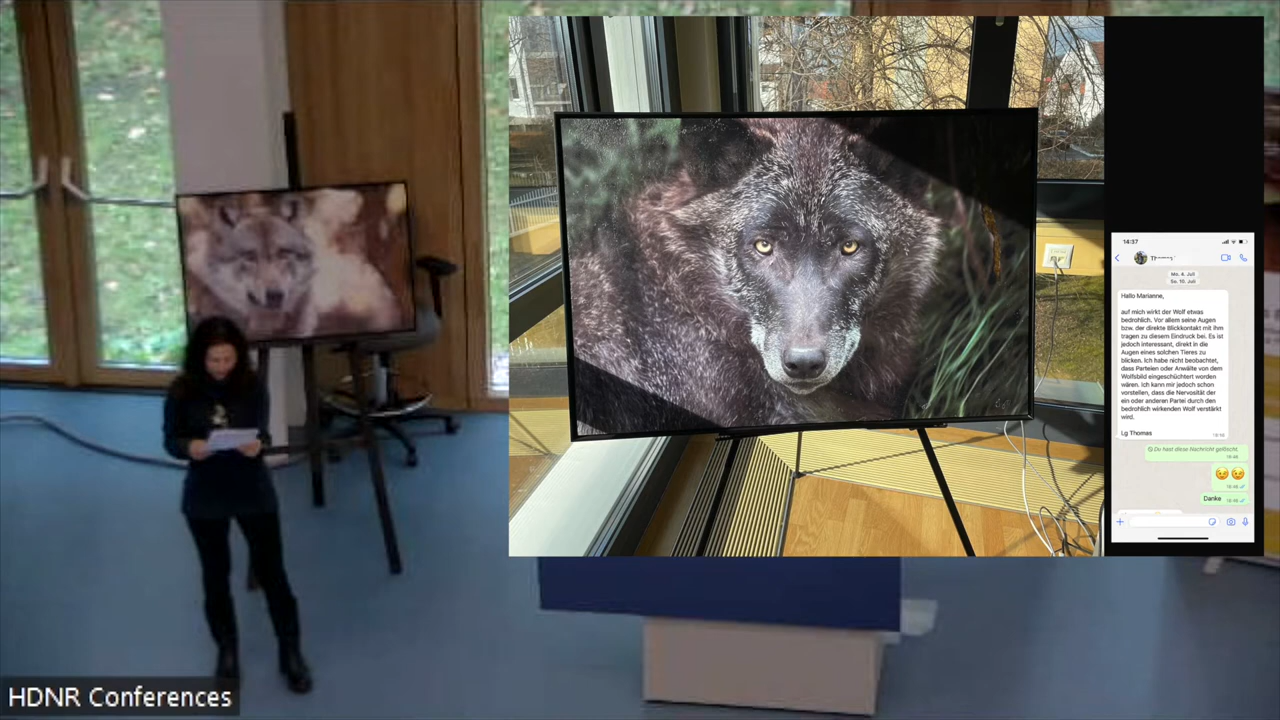 14:37
Mo. 4. Juli
So. 10. Juli
Hallo Marianne,
auf mich wirkt der Wolf etwas
bedrohlich. Vor allem seine Augen
bzw. der direkte Blickkontakt mit ihm
tragen zu diesem Eindruck bei. Es ist
jedoch interessant, direkt in die
Augen eines solchen Tieres zu
blicken. Ich habe nicht beobachtet,
dass Parteien oder Anwälte von dem
Wolfsbild eingeschüchtert worden
wären. Ich kann mir jedoch schon
vorstellen, dass die Nervosität der
ein oder anderen Partei durch den
bedrohlich wirkenden Wolf verstärkt
wird.
Lg Thomas
Du hast diese Nachricht gelöscht.
Danke
HDNR Conferences